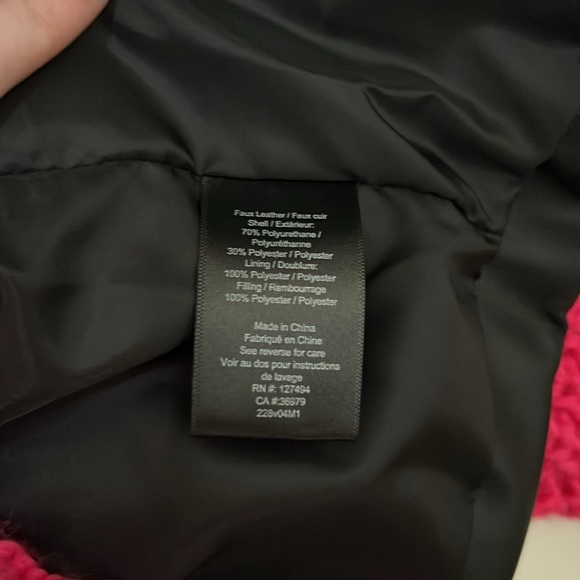 Faux Leather / Faux cuir
Shell / Extérieur:
70% Polyurethane /
Polyuréthanne
30% Polyester / Polyester
Lining / Doublure:
100% Polyester / Polyester
Filling / Rembourrage
100% Polyester / Polyester
Made in China
Fabriqué en Chine
See reverse for care
Voir au dos pour instructions
de lavage
RN #: 127494
CA #:36979
228v04M1